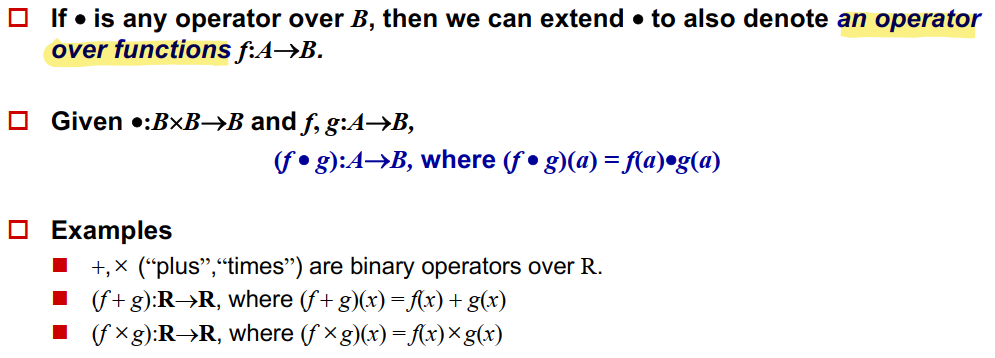 If • is any operator over B, then we can extend • to also denote an operator
over functions f:A→B.
Given •:B×B→B and f, g:A→B,
(f • g):A→B, where (f • g)(a) = f(a)•g(a)
Examples
+,× (“plus”,“times”) are binary operators over R.
(f + g):R→R, where (f + g)(x) = f(x) + g(x)
(f × g):R→R, where (f × g)(x) = f(x) × g(x)